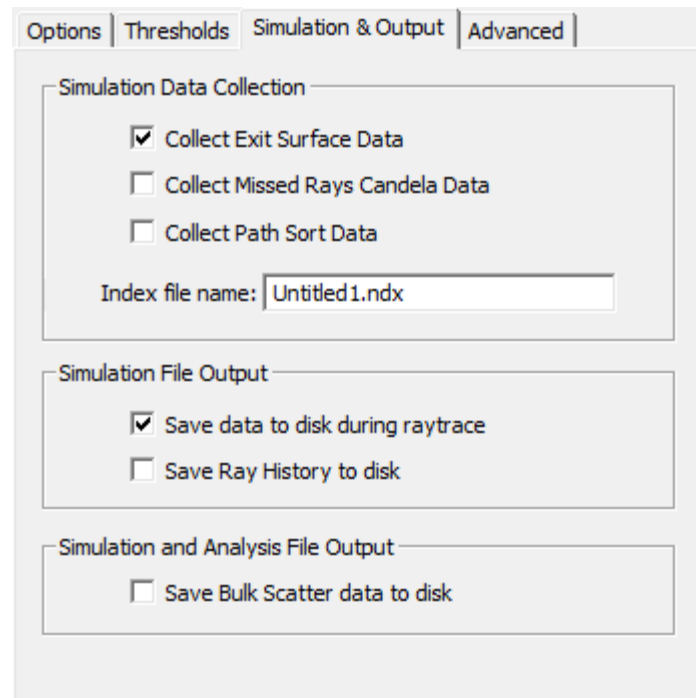 Options Thresholds Simulation & Output Advanced
Simulation Data Collection
Collect Exit Surface Data
Collect Missed Rays Candela Data
Collect Path Sort Data
Index file name: Untitled1.ndx
Simulation File Output
Save data to disk during raytrace
Save Ray History to disk
Simulation and Analysis File Output
Save Bulk Scatter data to disk